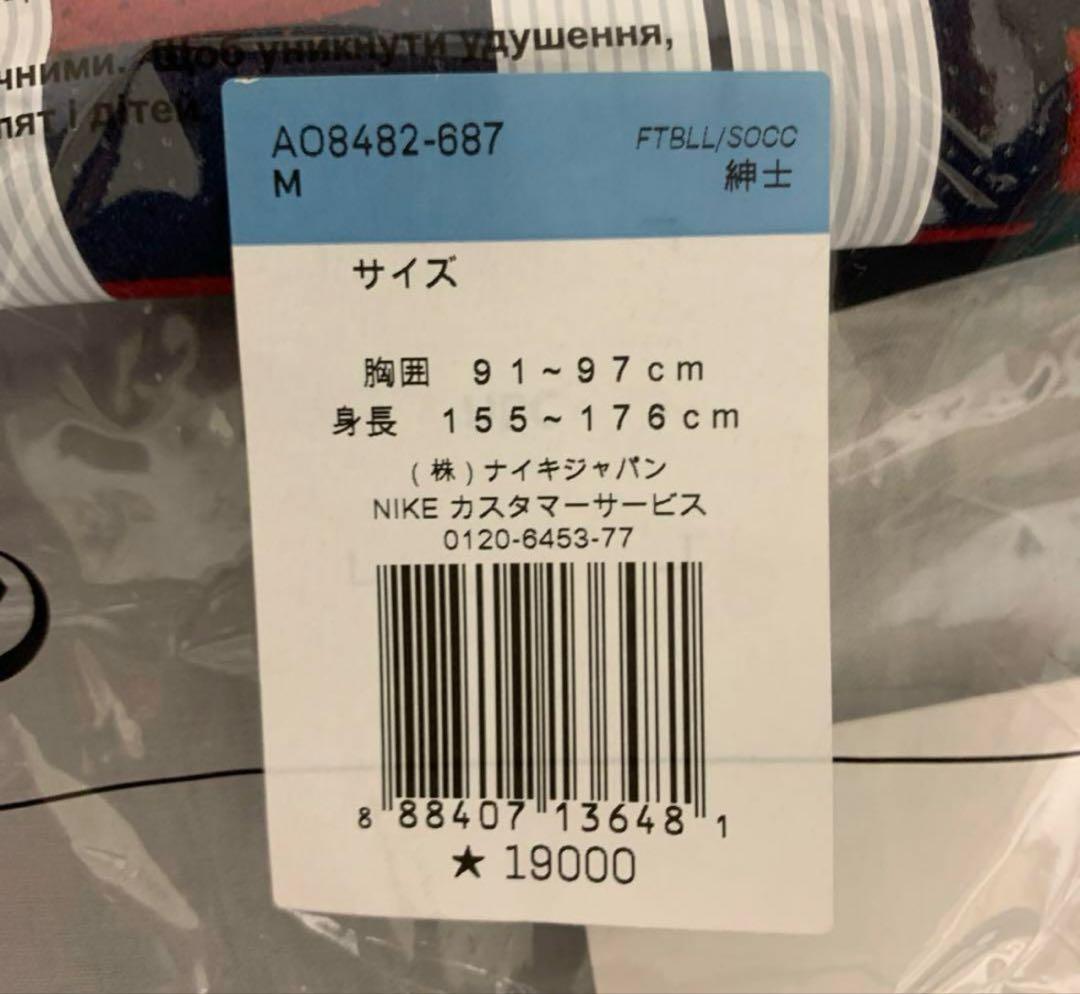 Щоб уникнути удушення,
чними.
лят і дітей
AO8482-687
FTBLL/SOCC
M
紳士
サイズ
胸囲 91~97cm
身長 155~176cm
(株)ナイキジャパン
NIKE カスタマーサービス
0120-6453-77
8 88407 13648 1
★ 19000